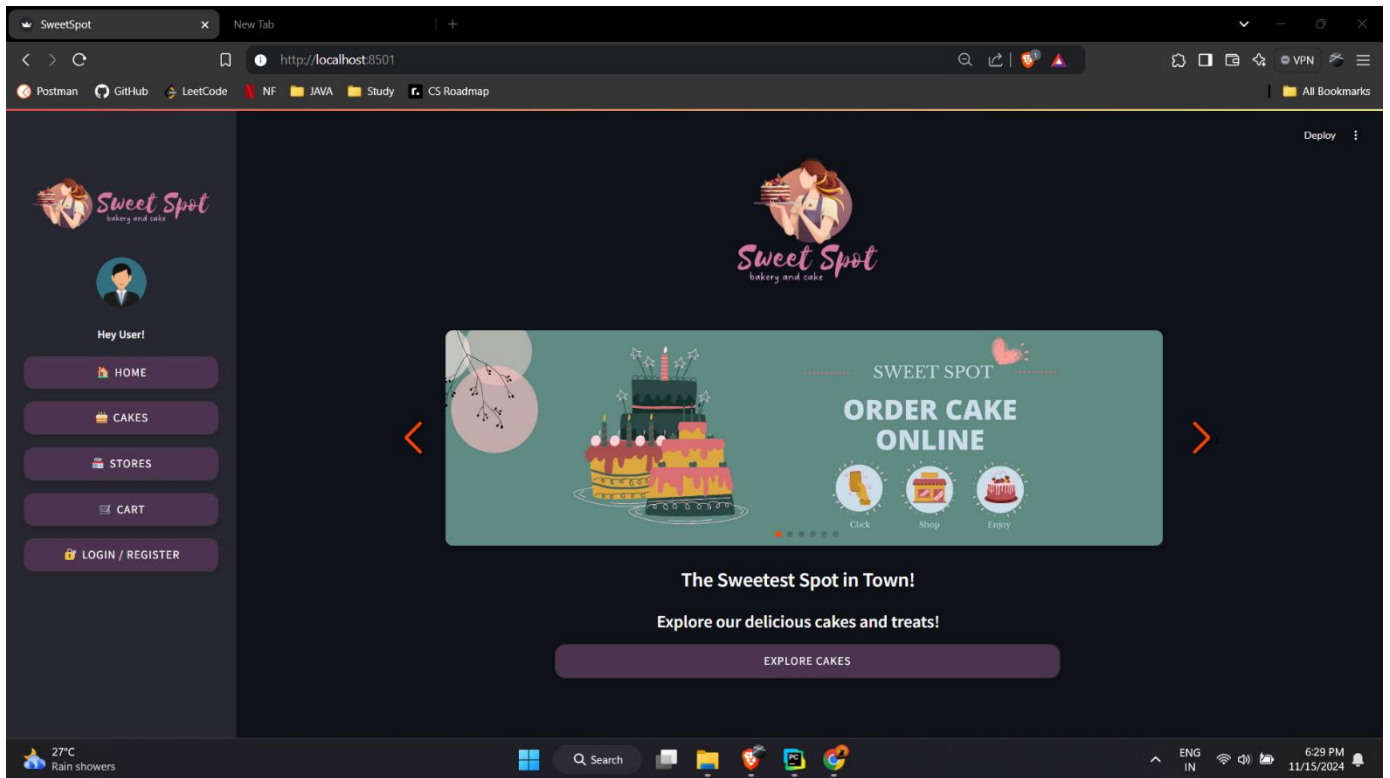 SweetSpot
New Tab
http://localhost:8501
VPN
Postman GitHub LeetCode NF JAVA Study CS Roadmap
All Bookmarks
Deploy
Sweet Spot
bakery and cake
Hey User!
HOME
CAKES
STORES
CART
LOGIN / REGISTER
Sweet Spot
bakery and cake
SWEET SPOT
ORDER CAKE
ONLINE
Click Shop Enjoy
The Sweetest Spot in Town!
Explore our delicious cakes and treats!
EXPLORE CAKES
27°C
Rain showers
Search
PC
ENG
IN
6:29 PM
11/15/2024